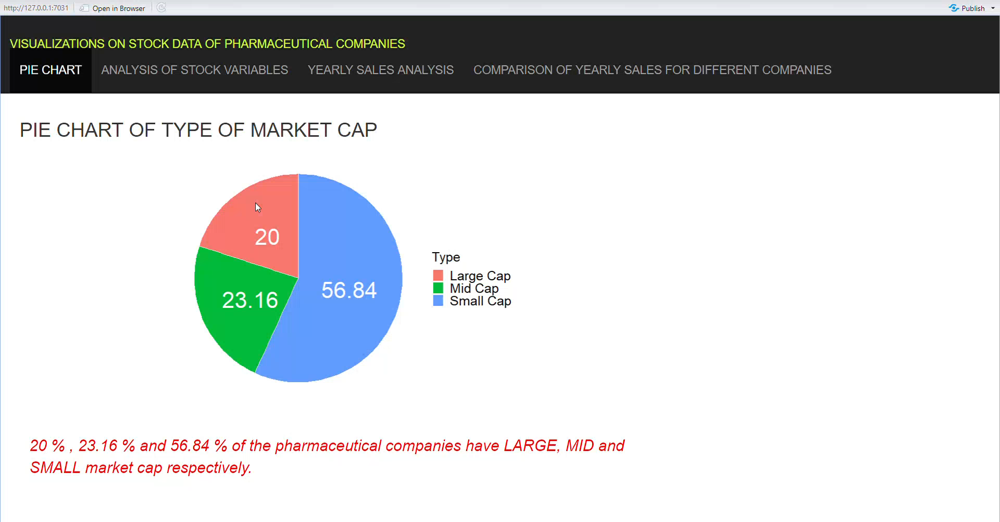 http://127.0.0.1:7031 Open in Browser Publish
VISUALIZATIONS ON STOCK DATA OF PHARMACEUTICAL COMPANIES
PIE CHART ANALYSIS OF STOCK VARIABLES YEARLY SALES ANALYSIS COMPARISON OF YEARLY SALES FOR DIFFERENT COMPANIES
PIE CHART OF TYPE OF MARKET CAP
20
23.16
56.84
Type
Large Cap
Mid Cap
Small Cap
20 % , 23.16 % and 56.84 % of the pharmaceutical companies have LARGE, MID and
SMALL market cap respectively.